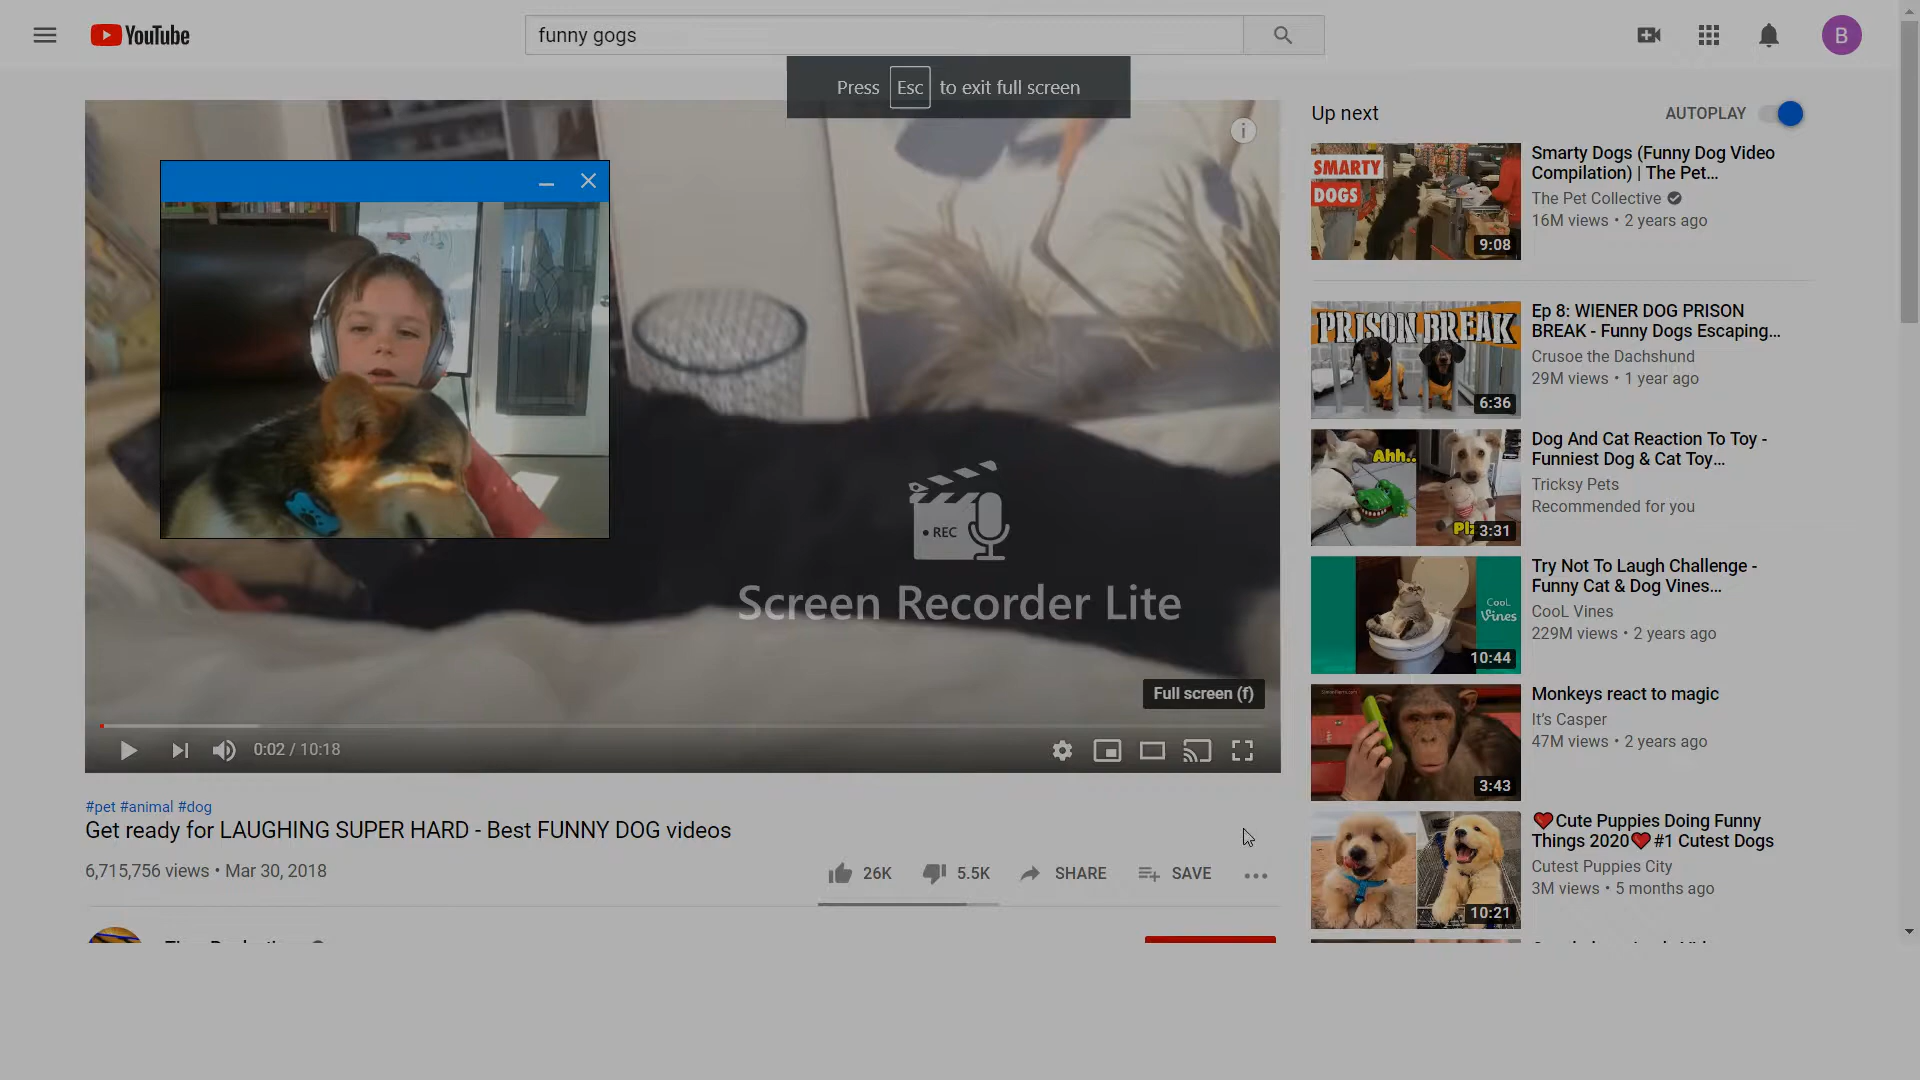 YouTube
funny gogs
B
Press Esc to exit full screen
i
REC
Screen Recorder Lite
Full screen (f)
0:02 / 10:18
#pet #animal #dog
Get ready for LAUGHING SUPER HARD - Best FUNNY DOG videos
6,715,756 views • Mar 30, 2018
26K
5.5K
SHARE
SAVE
Up next
AUTOPLAY
SMARTY
DOGS
9:08
Smarty Dogs (Funny Dog Video
Compilation) | The Pet...
The Pet Collective
16M views • 2 years ago
PRISON BREAK
6:36
Ep 8: WIENER DOG PRISON
BREAK - Funny Dogs Escaping...
Crusoe the Dachshund
29M views • 1 year ago
Ahh..
3:31
Dog And Cat Reaction To Toy -
Funniest Dog & Cat Toy...
Tricksy Pets
Recommended for you
CooL
Vines
10:44
Try Not To Laugh Challenge -
Funny Cat & Dog Vines...
CooL Vines
229M views • 2 years ago
3:43
Monkeys react to magic
It's Casper
47M views • 2 years ago
10:21
❤Cute Puppies Doing Funny
Things 2020❤#1 Cutest Dogs
Cutest Puppies City
3M views • 5 months ago